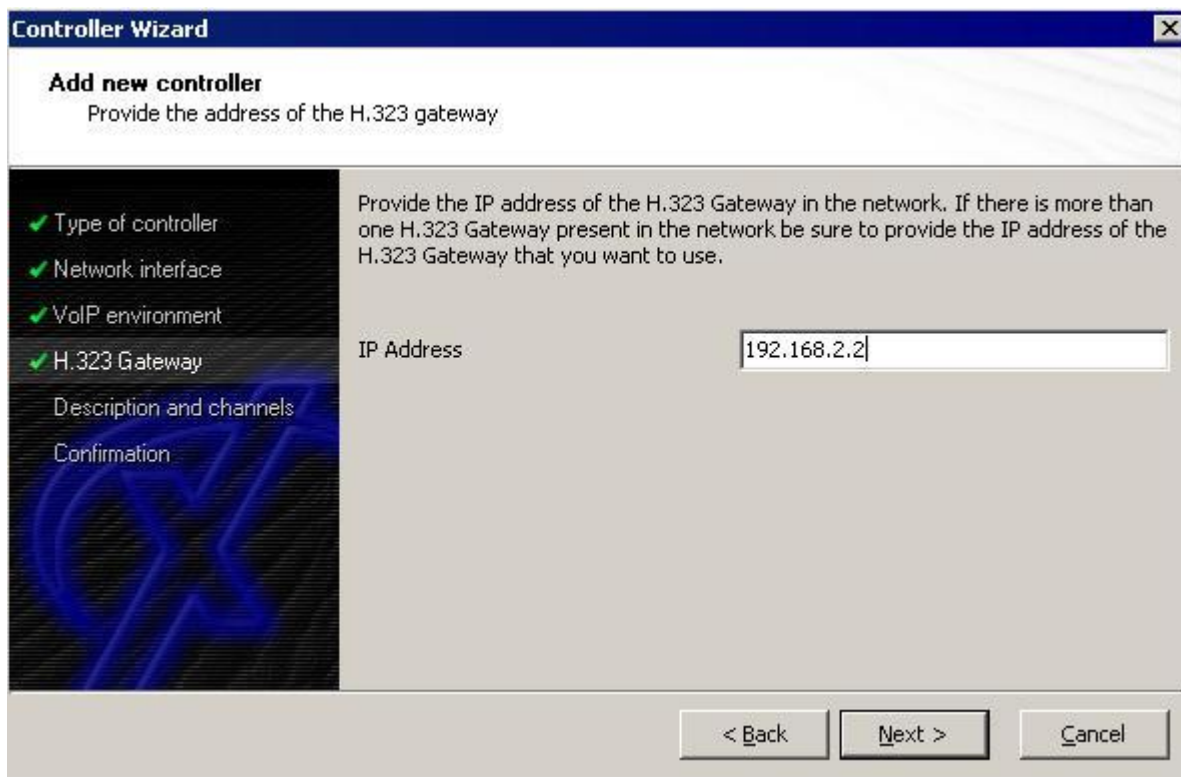 Controller Wizard
Add new controller
Provide the address of the H.323 gateway
Type of controller
Network interface
VoIP environment
H.323 Gateway
Description and channels
Confirmation
Provide the IP address of the H.323 Gateway in the network. If there is more than
one H.323 Gateway present in the network be sure to provide the IP address of the
H.323 Gateway that you want to use.
IP Address
192.168.2.2
< Back
Next >
Cancel